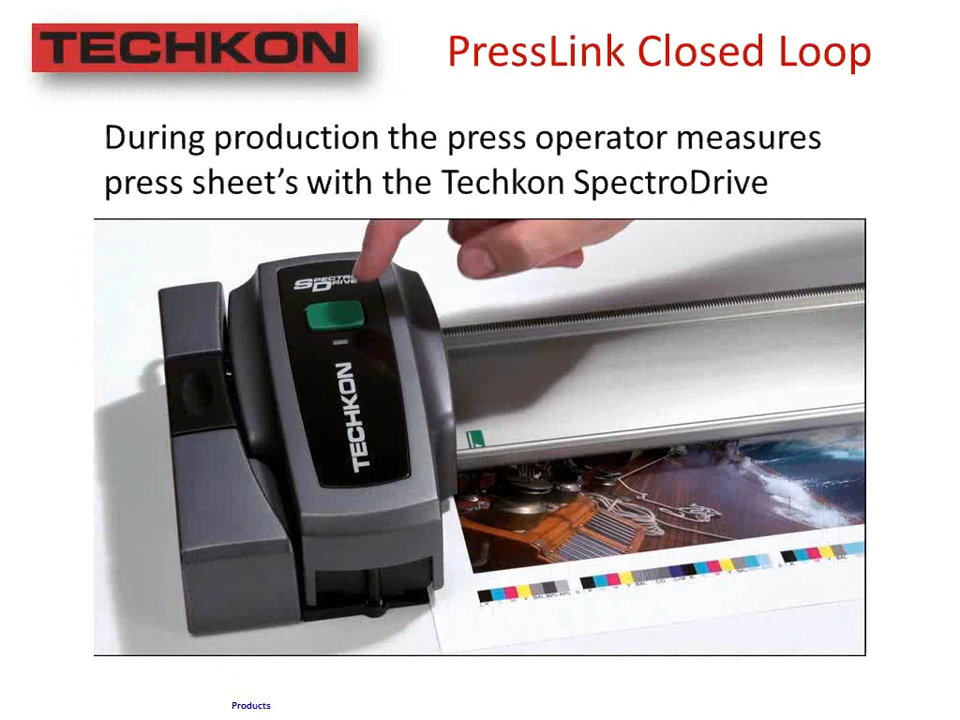 TECHKON
PressLink Closed Loop
During production the press operator measures
press sheet’s with the Techkon SpectroDrive
SPECTRO
DRIVE
TECHKON
Products